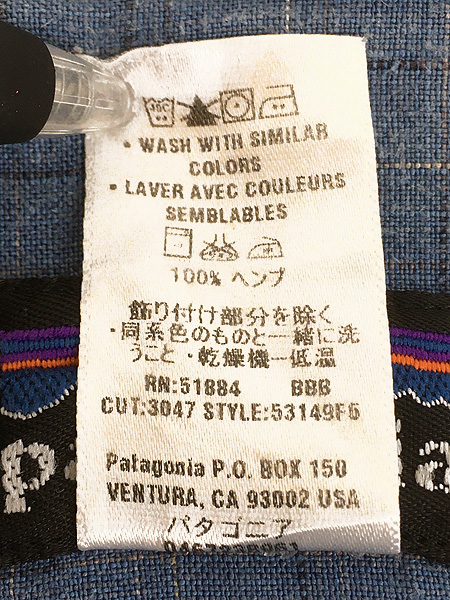 • WASH WITH SIMILAR
COLORS
• LAVER AVEC COULEURS
SEMBLABLES
100% ヘンプ
飾り付け部分を除く
・同系色のものと一緒に洗
うこと・乾燥機一低温
RN:51884 BBB
CUT:3047 STYLE:53149F6
Patagonia P.O. BOX 150
VENTURA, CA 93002 USA
パタゴニア
p
a